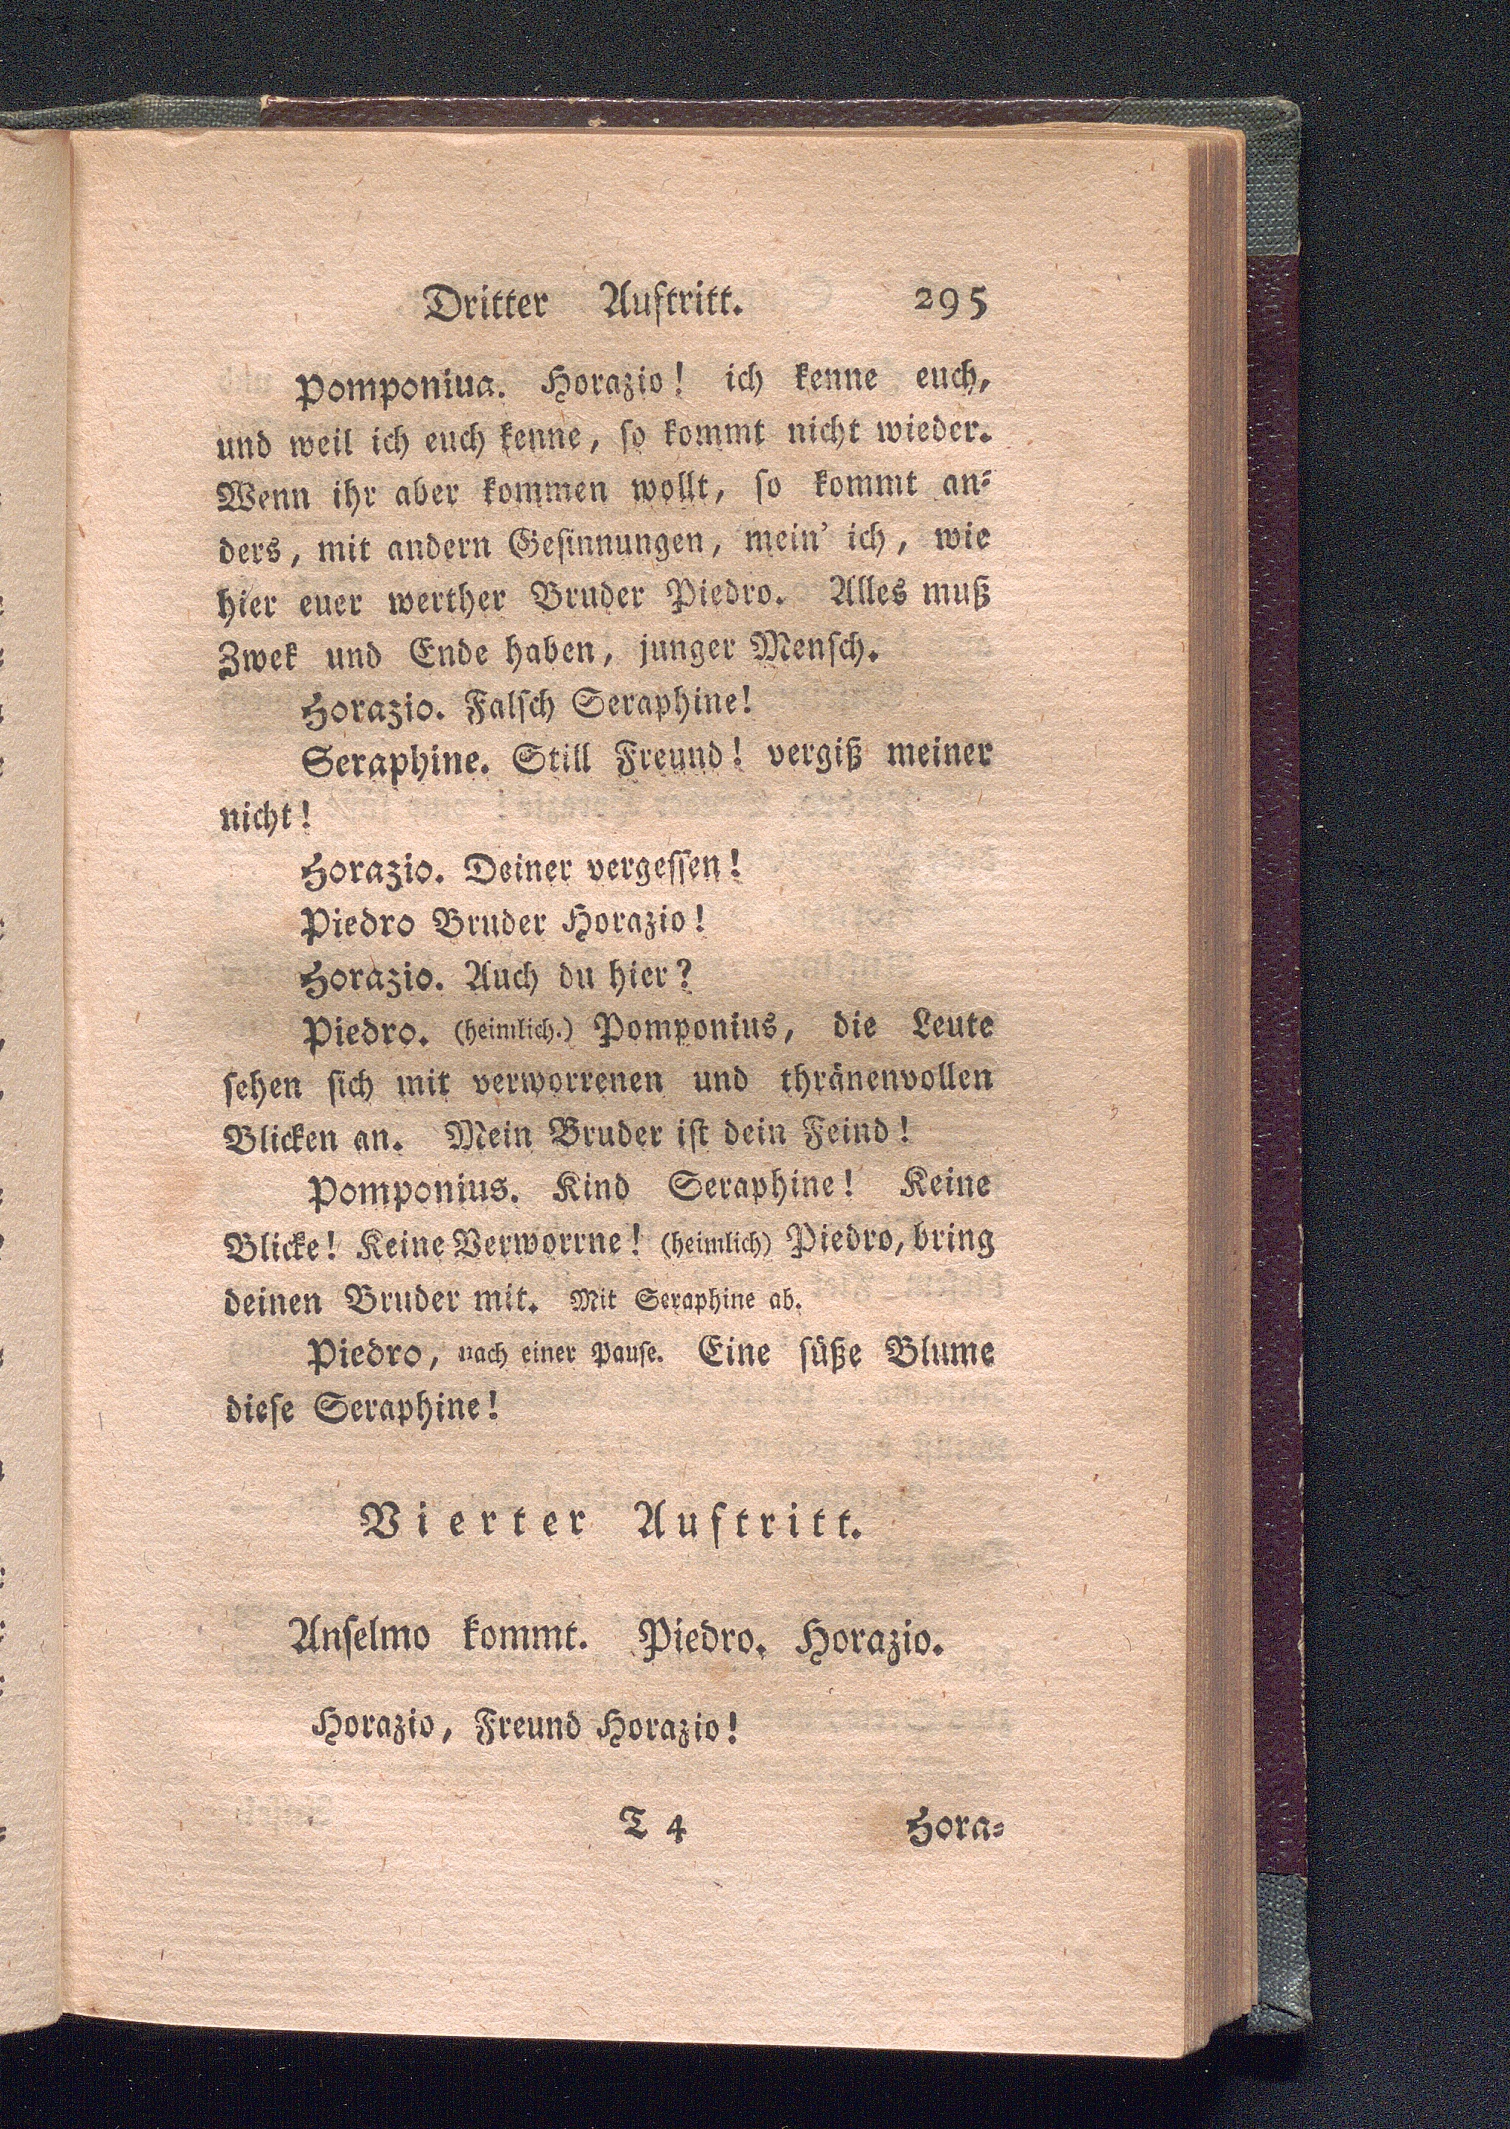 Dritter Auftritt. 295
Pomponiua. Horazio! ich kenne euch,
und weil ich euch kenne, ſo kommt nicht wieder.
Wenn ihr aber kommen wollt, ſo kommt an⸗
ders, mit andern Geſinnungen, mein' ich, wie
hier euer werther Bruder Piedro. Alles muß
Zwek und Ende haben, junger Menſch.
Horazio. Falſch Seraphine!
Seraphine. Still Freund! vergiß meiner
nicht!
Horazio. Deiner vergeſſen!
Piedro Bruder Horazio!
Horazio. Auch du hier?
Piedro. (heimlich.) Pomponius, die Leute
ſehen ſich mit verworrenen und thränenvollen
Blicken an. Mein Bruder iſt dein Feind!
Pomponius. Kind Seraphine! Keine
Blicke! Keine Verworrne! (heimlich) Piedro, bring
deinen Bruder mit. Mit Seraphine ab.
Piedro, nach einer Pauſe. Eine ſüße Blume
dieſe Seraphine!
Vierter Auftritt.
Anſelmo kommt. Piedro. Horazio.
Horazio, Freund Horazio!
T 4 Hora⸗